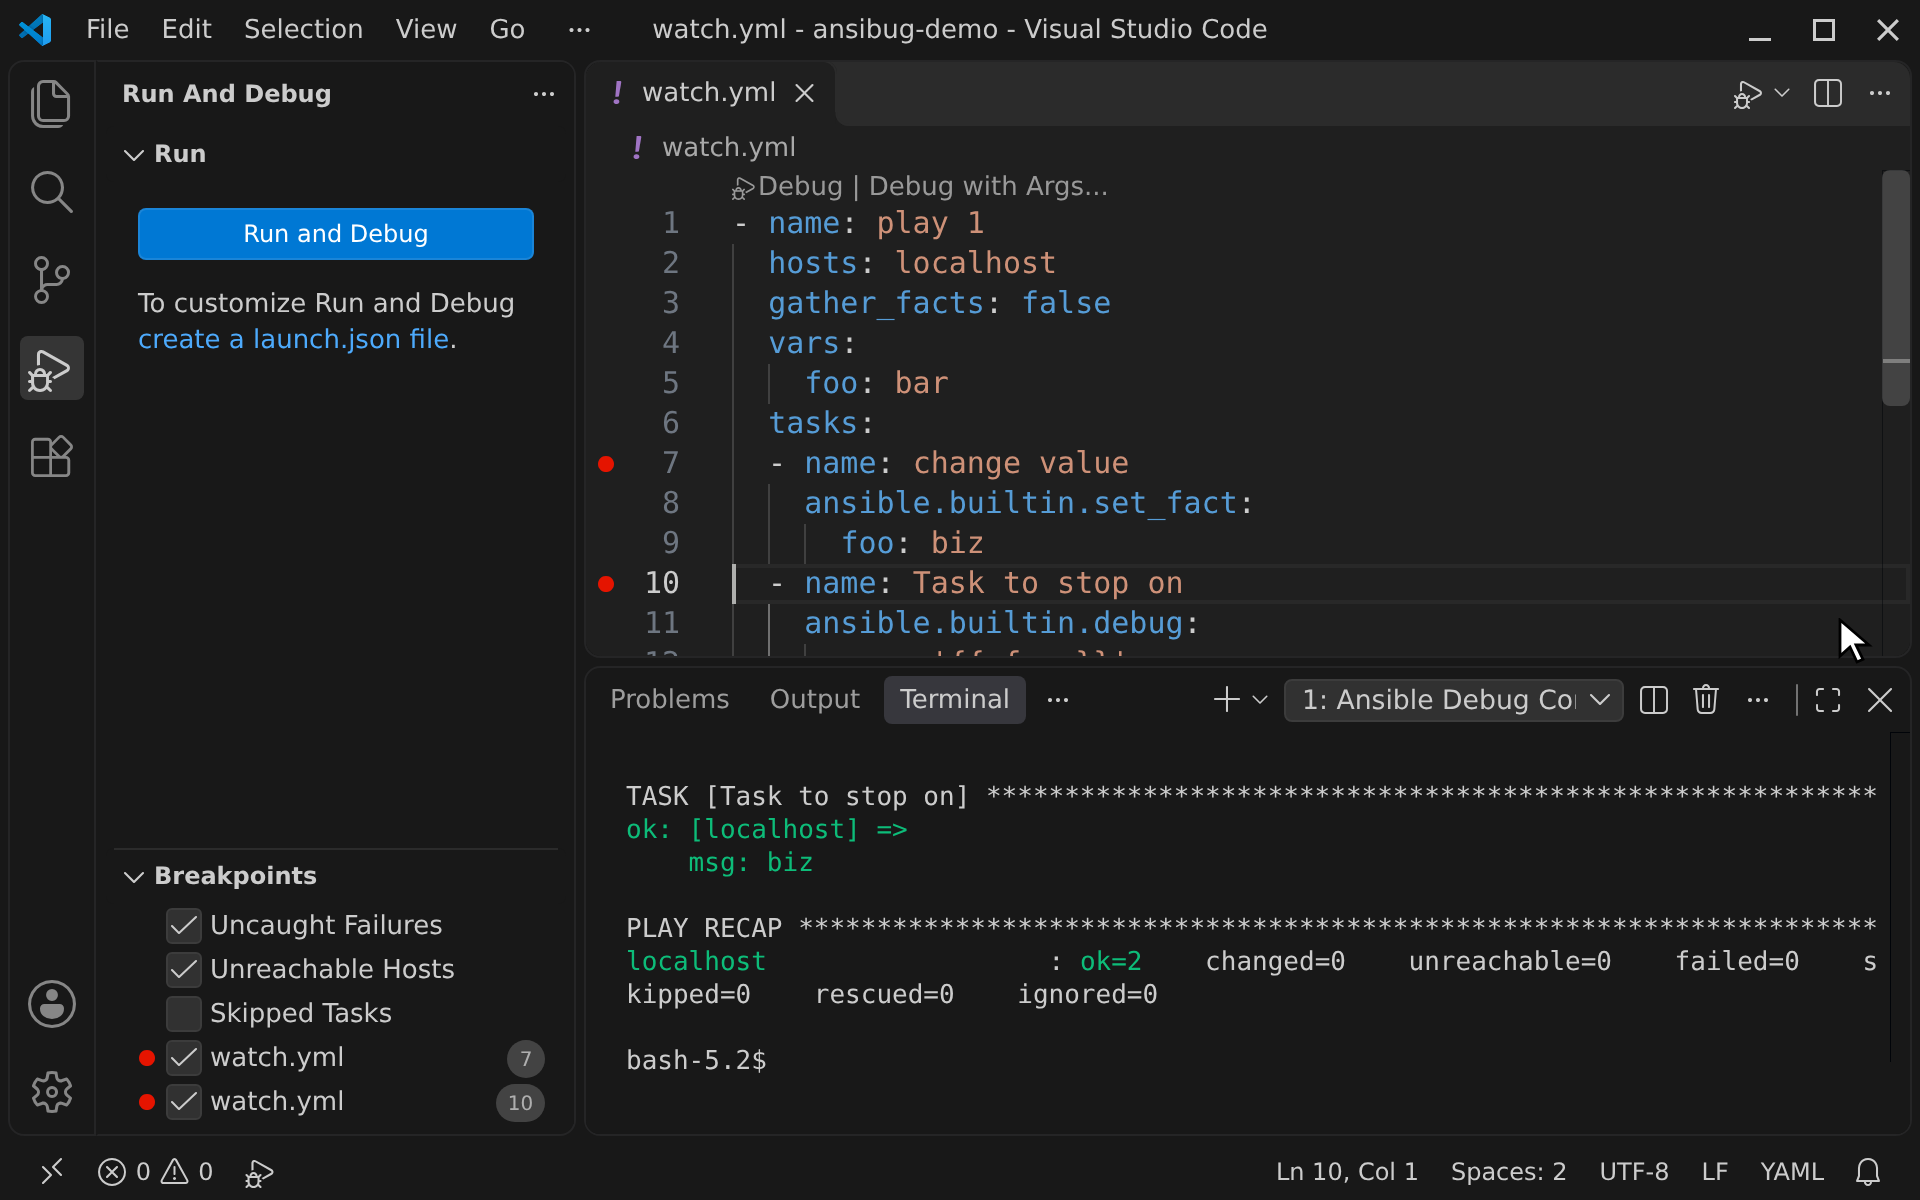 File Edit Selection View Go ··· watch.yml - ansibug-demo - Visual Studio Code
Run And Debug
Run
Run and Debug
To customize Run and Debug
create a launch.json file.
Breakpoints
Uncaught Failures
Unreachable Hosts
Skipped Tasks
watch.yml 7
watch.yml 10
! watch.yml
! watch.yml
Debug | Debug with Args...
1 - name: play 1
2 hosts: localhost
3 gather_facts: false
4 vars:
5 foo: bar
6 tasks:
7 - name: change value
8 ansible.builtin.set_fact:
9 foo: biz
10 - name: Task to stop on
11 ansible.builtin.debug:
Problems Output Terminal ··· 1: Ansible Debug Co
TASK [Task to stop on] *********************************************************
ok: [localhost] =>
msg: biz
PLAY RECAP *********************************************************************
localhost : ok=2 changed=0 unreachable=0 failed=0 s
kipped=0 rescued=0 ignored=0
bash-5.2$
0 0 Ln 10, Col 1 Spaces: 2 UTF-8 LF YAML